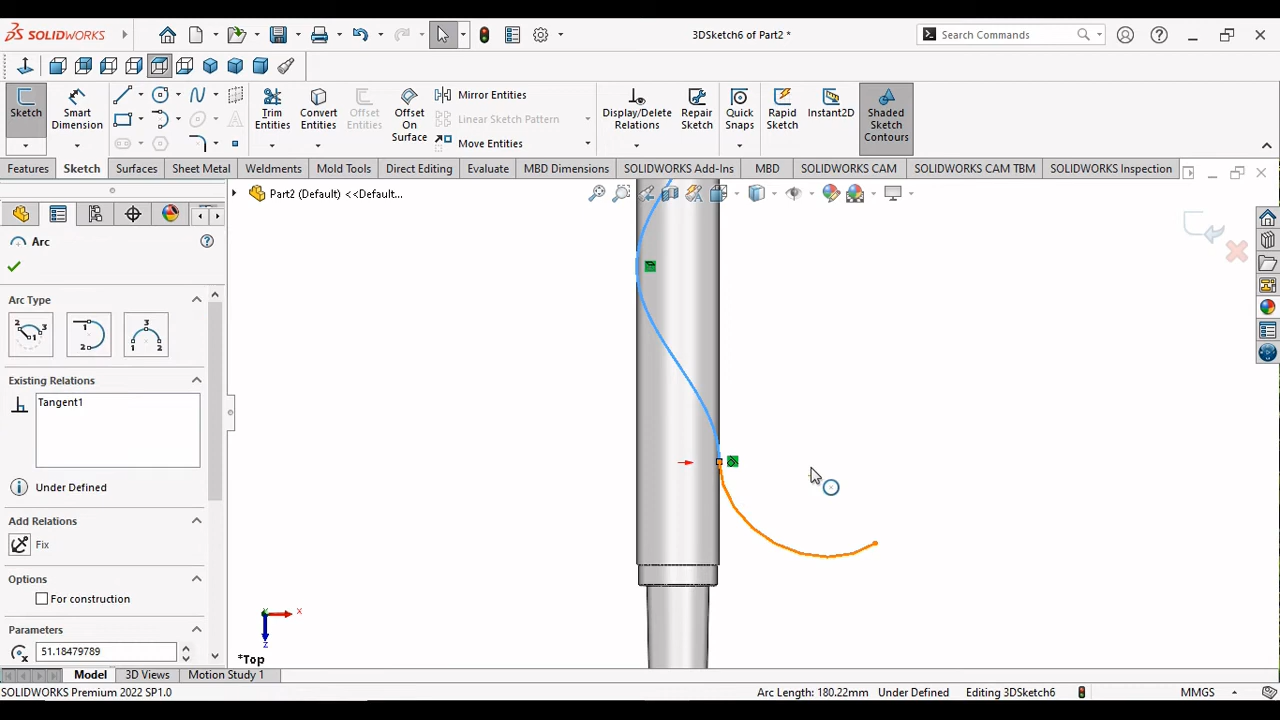 SOLIDWORKS
3DSketch6 of Part2 *
Search Commands
Sketch
Smart Dimension
Trim Entities
Convert Entities
Offset Entities
Offset On Surface
Mirror Entities
Linear Sketch Pattern
Move Entities
Display/Delete Relations
Repair Sketch
Quick Snaps
Rapid Sketch
Instant2D
Shaded Sketch Contours
Features
Sketch
Surfaces
Sheet Metal
Weldments
Mold Tools
Direct Editing
Evaluate
MBD Dimensions
SOLIDWORKS Add-Ins
MBD
SOLIDWORKS CAM
SOLIDWORKS CAM TBM
SOLIDWORKS Inspection
Part2 (Default) <<Default...
Arc
Arc Type
Existing Relations
Tangent1
Under Defined
Add Relations
Fix
Options
For construction
Parameters
51.18479789
X
Z
*Top
Model
3D Views
Motion Study 1
SOLIDWORKS Premium 2022 SP1.0
Arc Length: 180.22mm
Under Defined
Editing 3DSketch6
MMGS